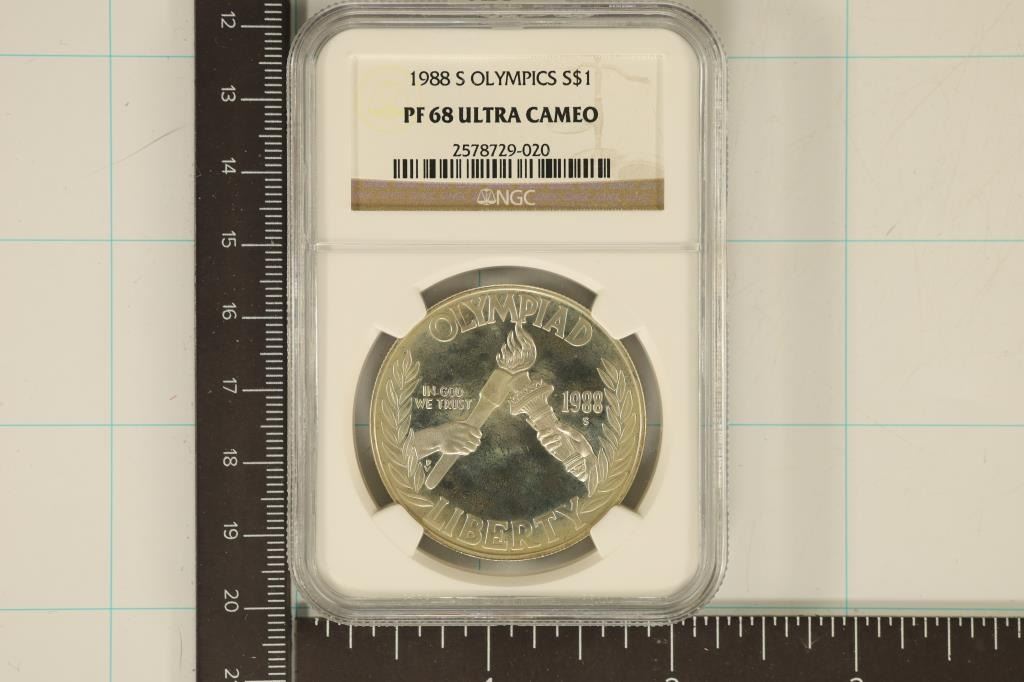 1988 S OLYMPICS S$1
PF 68 ULTRA CAMEO
2578729-020
NGC
OLYMPIAD
IN GOD
WE TRUST
1988
S
LIBERTY
12
13
14
15
16
17
18
19
20